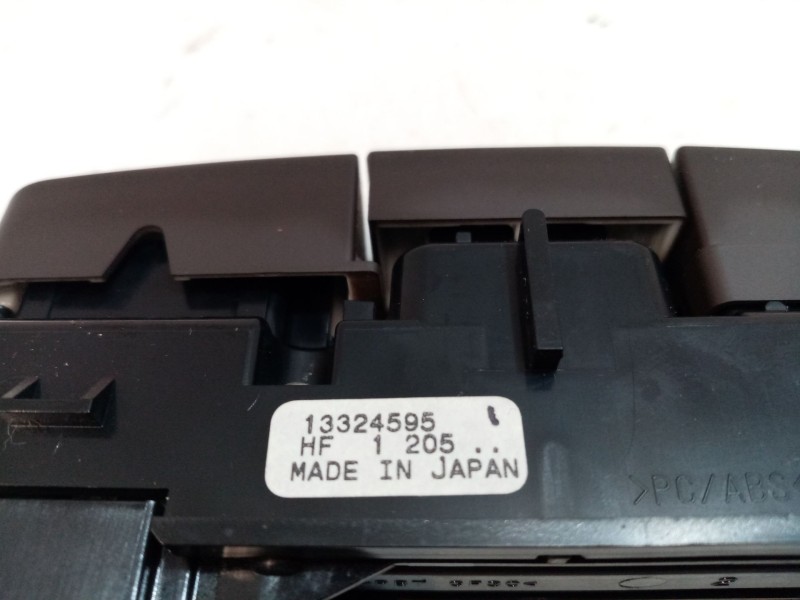 13324595
HF 1 205 ..
MADE IN JAPAN
>PC/ABS<